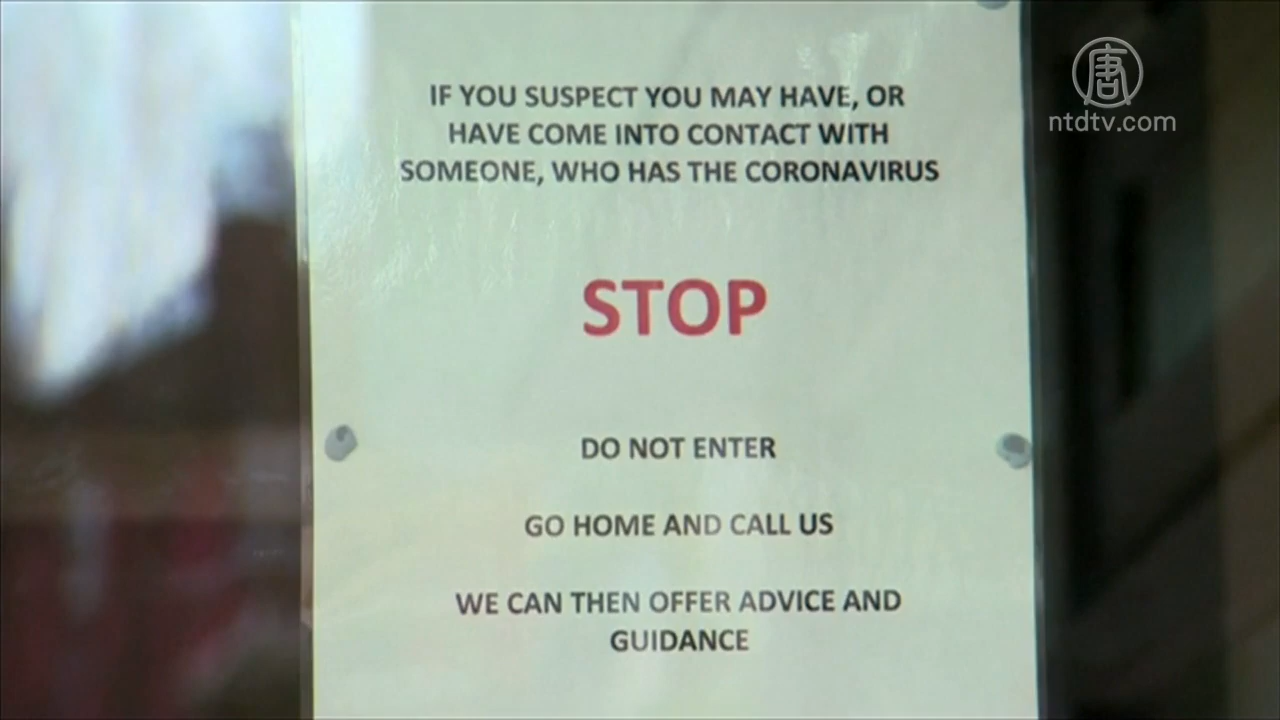 唐
ntdtv.com
IF YOU SUSPECT YOU MAY HAVE, OR
HAVE COME INTO CONTACT WITH
SOMEONE, WHO HAS THE CORONAVIRUS
STOP
DO NOT ENTER
GO HOME AND CALL US
WE CAN THEN OFFER ADVICE AND
GUIDANCE